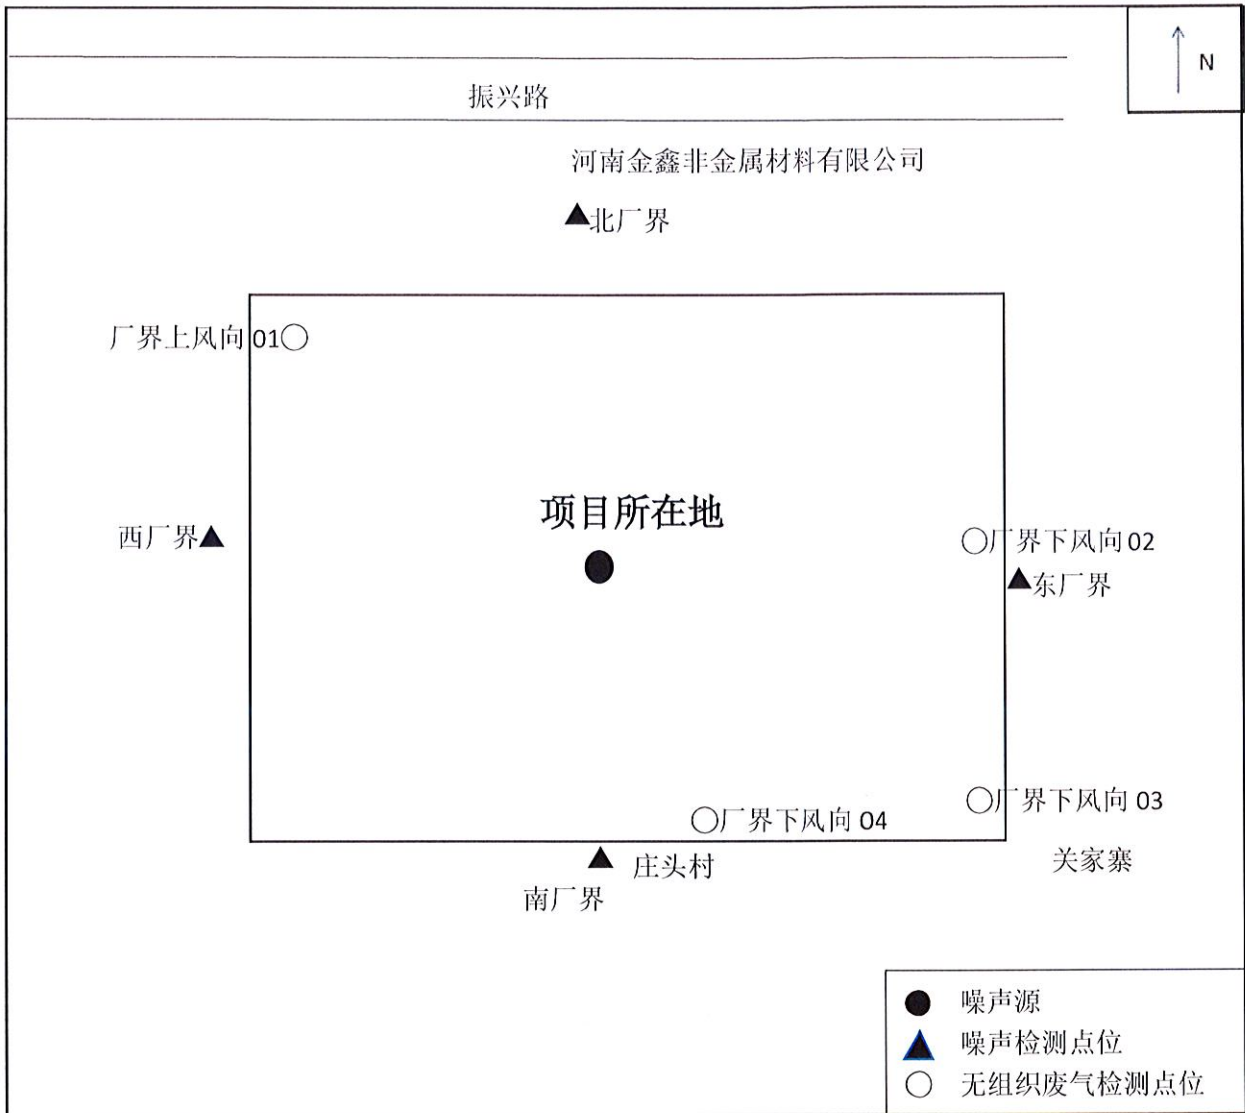 N
振兴路
河南金鑫非金属材料有限公司
北厂界
厂界上风向 01
项目所在地
西厂界
厂界下风向 02
东厂界
厂界下风向 03
厂界下风向 04
关家寨
庄头村
南厂界
噪声源
噪声检测点位
无组织废气检测点位